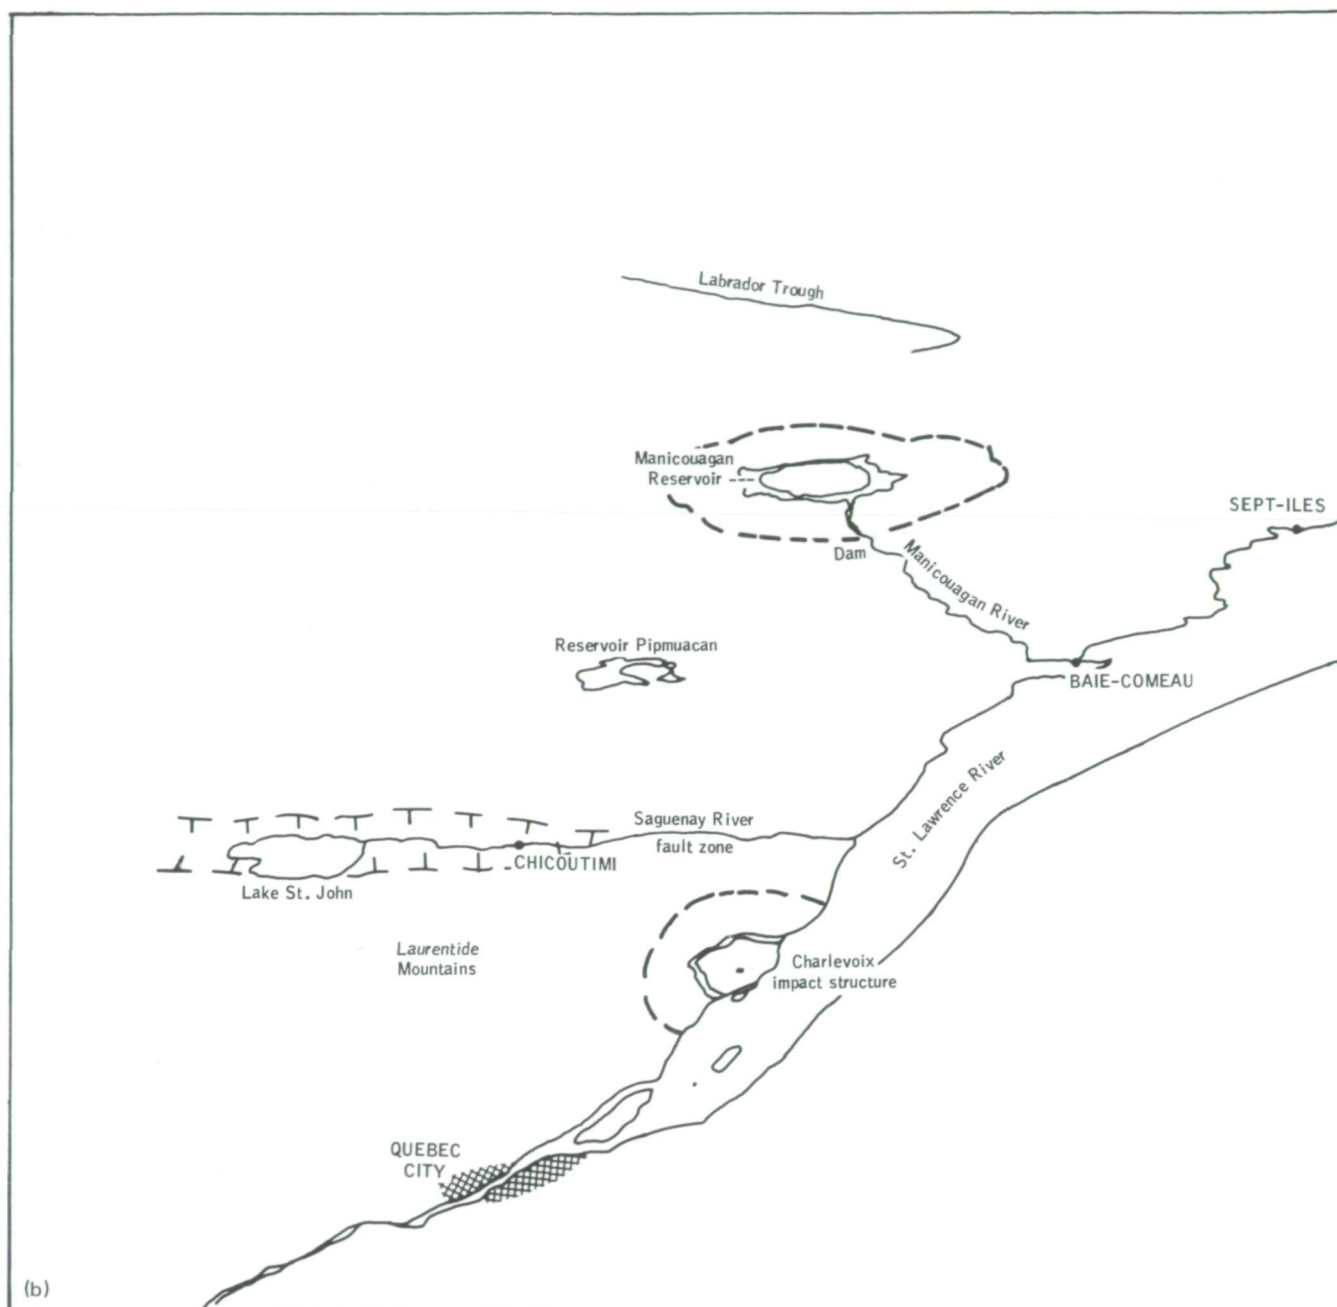 Labrador Trough
Manicouagan
Reservoir
SEPT-ILES
Dam
Manicouagan River
Reservoir Pipmuacan
BAIE-COMEAU
St. Lawrence River
Saguenay River
fault zone
CHICOUTIMI
Lake St. John
Laurentide
Mountains
Charlevoix
impact structure
QUEBEC
CITY
(b)